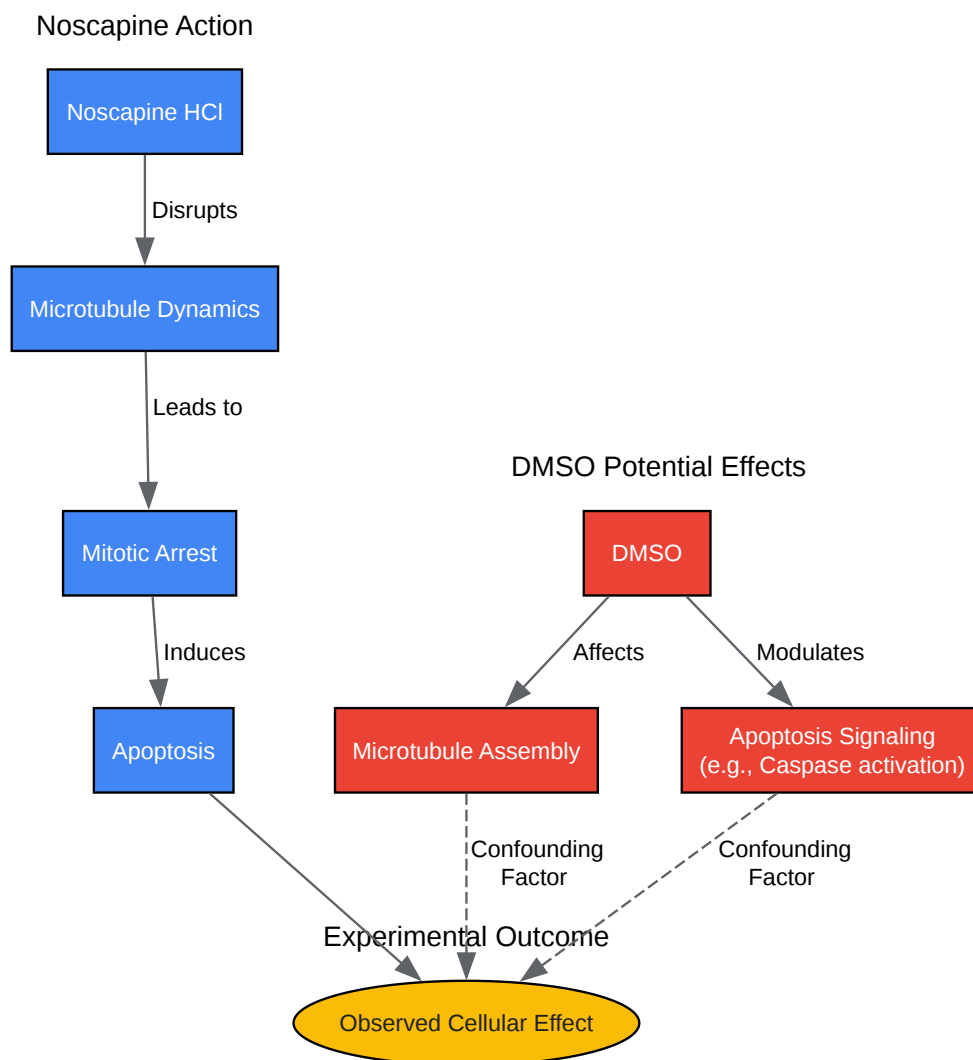 Noscapine Action
Noscapine HCl
Disrupts
Microtubule Dynamics
Leads to
Mitotic Arrest
Induces
Apoptosis
DMSO Potential Effects
DMSO
Affects
Modulates
Microtubule Assembly
Apoptosis Signaling
(e.g., Caspase activation)
Confounding
Factor
Confounding
Factor
Experimental Outcome
Observed Cellular Effect